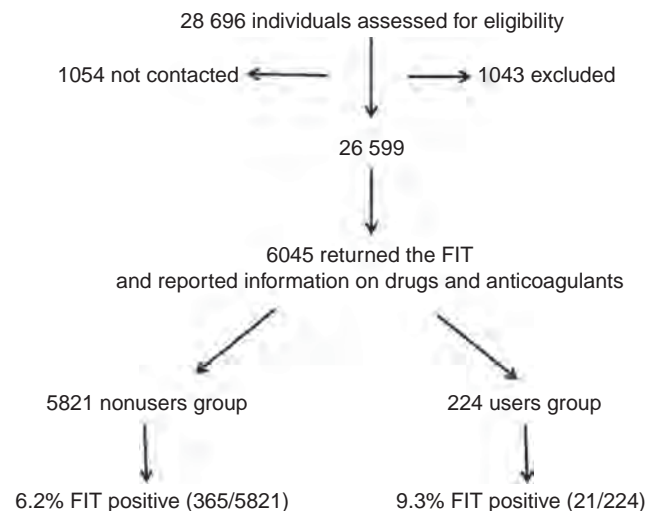 28 696 individuals assessed for eligibility
1054 not contacted
1043 excluded
26 599
6045 returned the FIT
and reported information on drugs and anticoagulants
5821 nonusers group
224 users group
6.2% FIT positive (365/5821)
9.3% FIT positive (21/224)